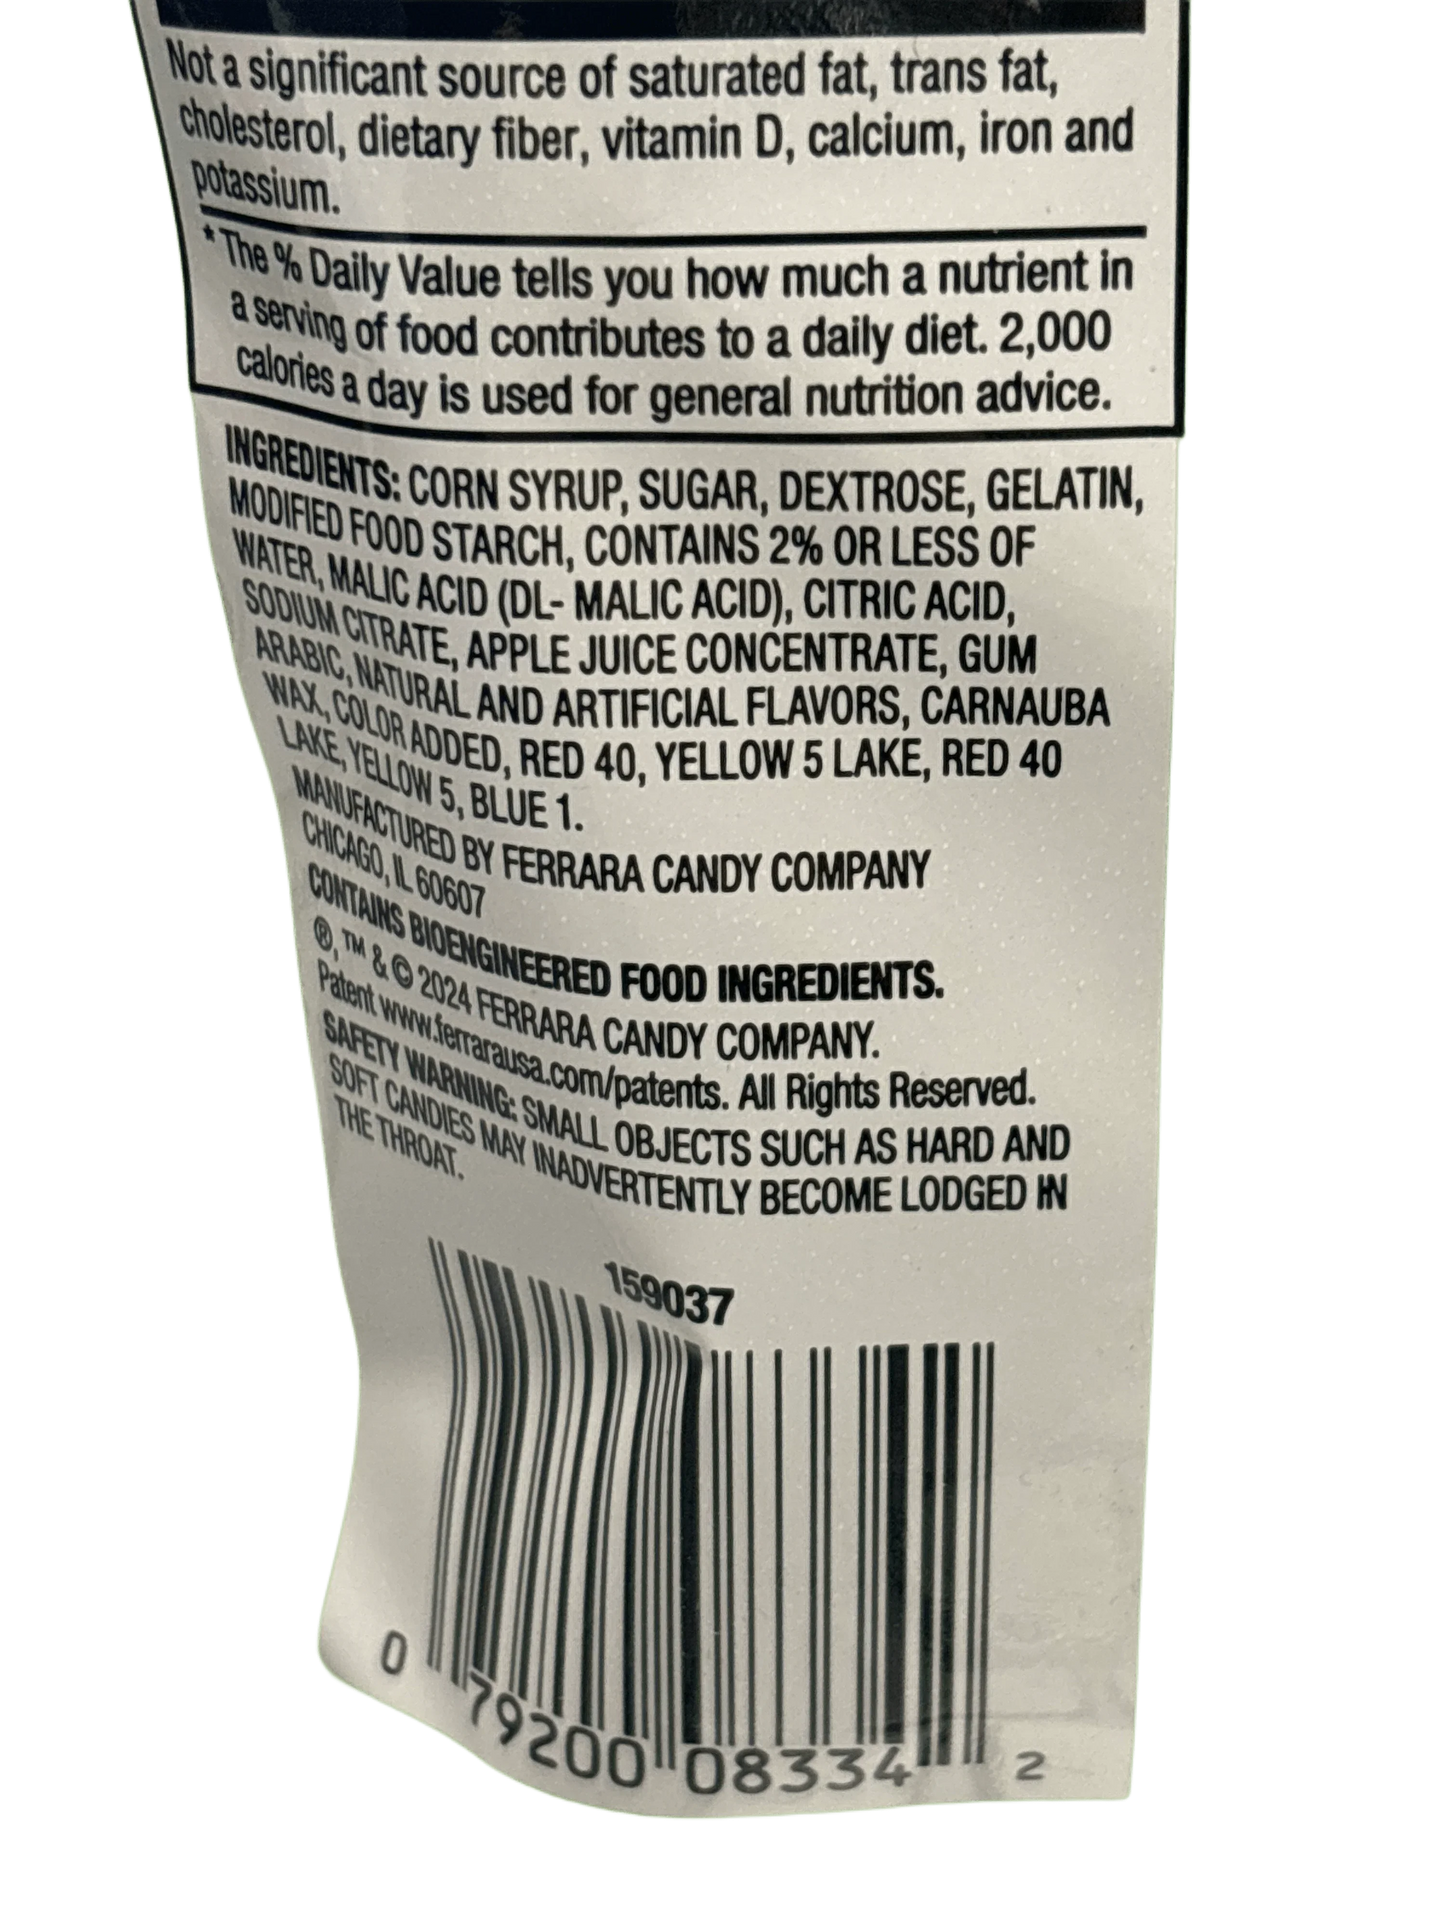 Not a significant source of saturated fat, trans fat,
cholesterol, dietary fiber, vitamin D, calcium, iron and
potassium.
*The % Daily Value tells you how much a nutrient in
a serving of food contributes to a daily diet. 2,000
calories a day is used for general nutrition advice.
INGREDIENTS: CORN SYRUP, SUGAR, DEXTROSE, GELATIN,
MODIFIED FOOD STARCH, CONTAINS 2% OR LESS OF
WATER, MALIC ACID (DL- MALIC ACID), CITRIC ACID,
SODIUM CITRATE, APPLE JUICE CONCENTRATE, GUM
ARABIC, NATURAL AND ARTIFICIAL FLAVORS, CARNAUBA
WAX, COLOR ADDED, RED 40, YELLOW 5 LAKE, RED 40
LAKE, YELLOW 5, BLUE 1.
MANUFACTURED BY FERRARA CANDY COMPANY
CHICAGO, IL 60607
CONTAINS BIOENGINEERED FOOD INGREDIENTS.
®, TM & © 2024 FERRARA CANDY COMPANY.
Patent www.ferrarausa.com/patents. All Rights Reserved.
SAFETY WARNING: SMALL OBJECTS SUCH AS HARD AND
SOFT CANDIES MAY INADVERTENTLY BECOME LODGED IN
THE THROAT.
159037
0 79200 08334 2